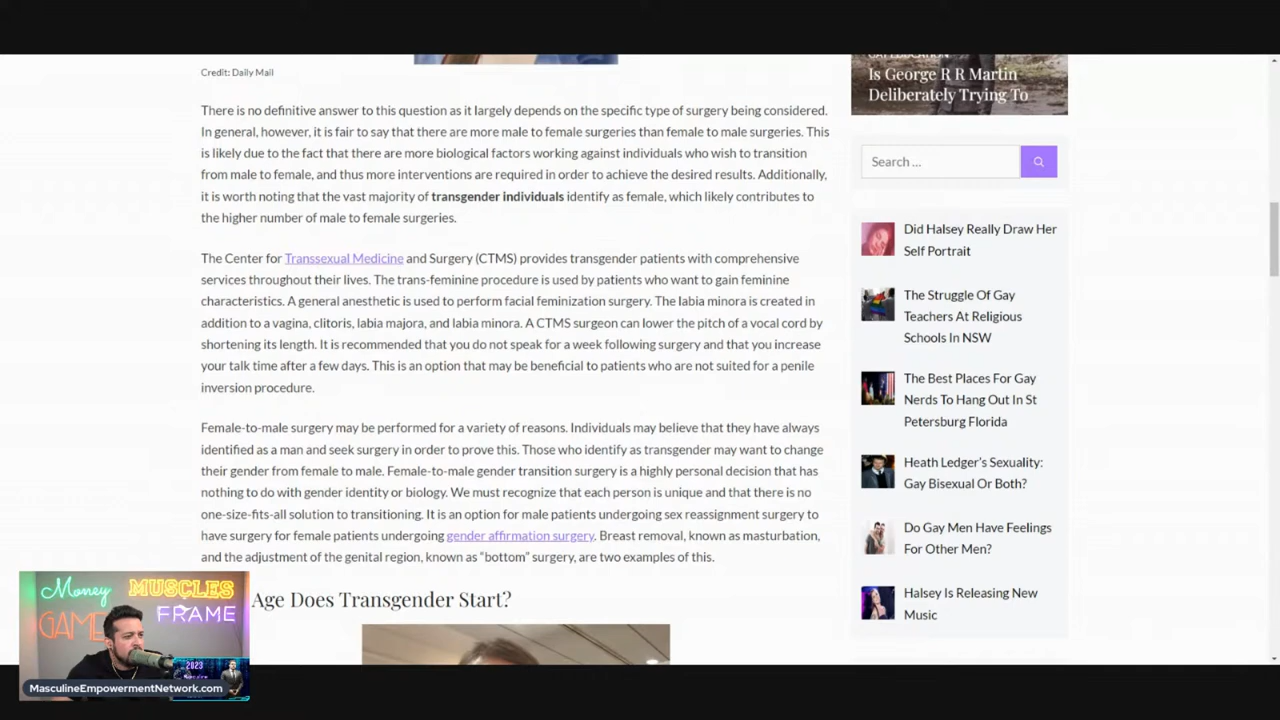 Credit: Daily Mail
There is no definitive answer to this question as it largely depends on the specific type of surgery being considered.
In general, however, it is fair to say that there are more male to female surgeries than female to male surgeries. This
is likely due to the fact that there are more biological factors working against individuals who wish to transition
from male to female, and thus more interventions are required in order to achieve the desired results. Additionally,
it is worth noting that the vast majority of transgender individuals identify as female, which likely contributes to
the higher number of male to female surgeries.
The Center for Transsexual Medicine and Surgery (CTMS) provides transgender patients with comprehensive
services throughout their lives. The trans-feminine procedure is used by patients who want to gain feminine
characteristics. A general anesthetic is used to perform facial feminization surgery. The labia minora is created in
addition to a vagina, clitoris, labia majora, and labia minora. A CTMS surgeon can lower the pitch of a vocal cord by
shortening its length. It is recommended that you do not speak for a week following surgery and that you increase
your talk time after a few days. This is an option that may be beneficial to patients who are not suited for a penile
inversion procedure.
Female-to-male surgery may be performed for a variety of reasons. Individuals may believe that they have always
identified as a man and seek surgery in order to prove this. Those who identify as transgender may want to change
their gender from female to male. Female-to-male gender transition surgery is a highly personal decision that has
nothing to do with gender identity or biology. We must recognize that each person is unique and that there is no
one-size-fits-all solution to transitioning. It is an option for male patients undergoing sex reassignment surgery to
have surgery for female patients undergoing gender affirmation surgery. Breast removal, known as masturbation,
and the adjustment of the genital region, known as “bottom” surgery, are two examples of this.
Age Does Transgender Start?
Is George R R Martin
Deliberately Trying To
Search ...
Did Halsey Really Draw Her
Self Portrait
The Struggle Of Gay
Teachers At Religious
Schools In NSW
The Best Places For Gay
Nerds To Hang Out In St
Petersburg Florida
Heath Ledger’s Sexuality:
Gay Bisexual Or Both?
Do Gay Men Have Feelings
For Other Men?
Halsey Is Releasing New
Music
Money
MUSCLES
GAME
FRAME
2023
MasculineEmpowermentNetwork.com